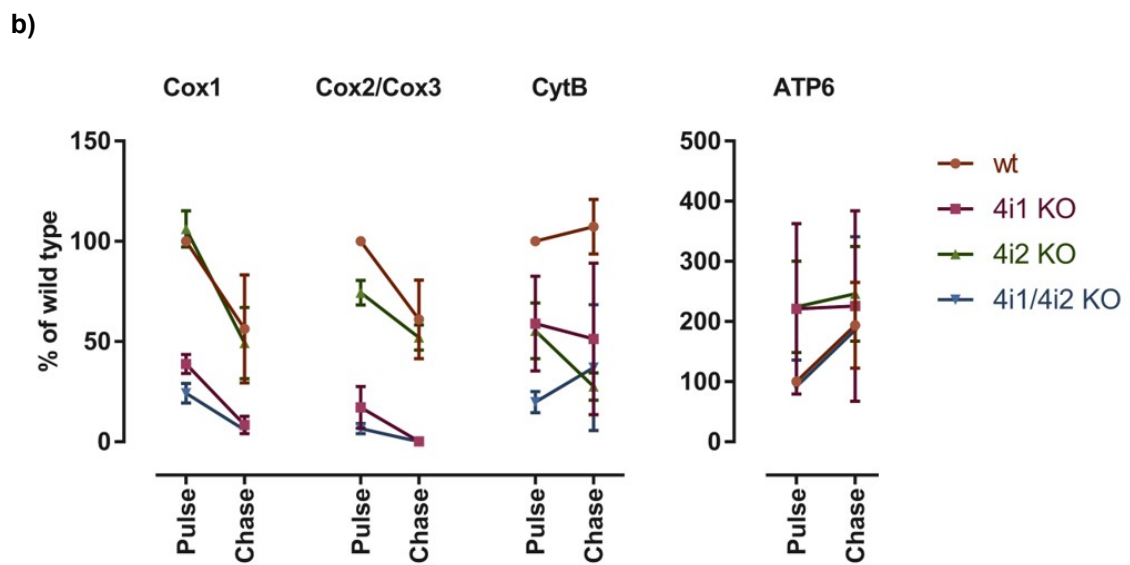 b)
Cox1 Cox2/Cox3 CytB ATP6
% of wild type
150
100
50
0
500
400
300
200
100
0
Pulse Chase Pulse Chase Pulse Chase Pulse Chase
wt
4i1 KO
4i2 KO
4i1/4i2 KO